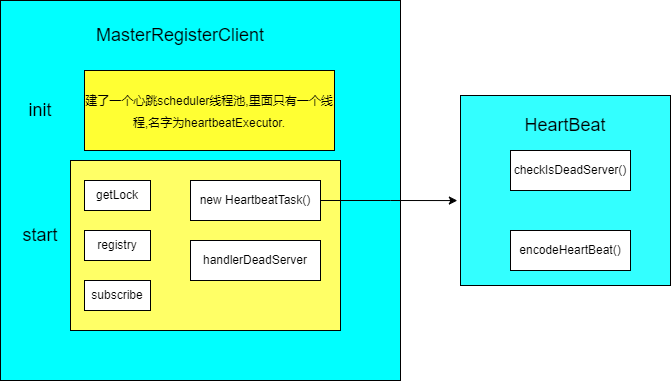 MasterRegisterClient
init
建了一个心跳scheduler线程池,里面只有一个线
程,名字为heartbeatExecutor.
start
getLock
new HeartbeatTask()
registry
handlerDeadServer
subscribe
HeartBeat
checkIsDeadServer()
encodeHeartBeat()